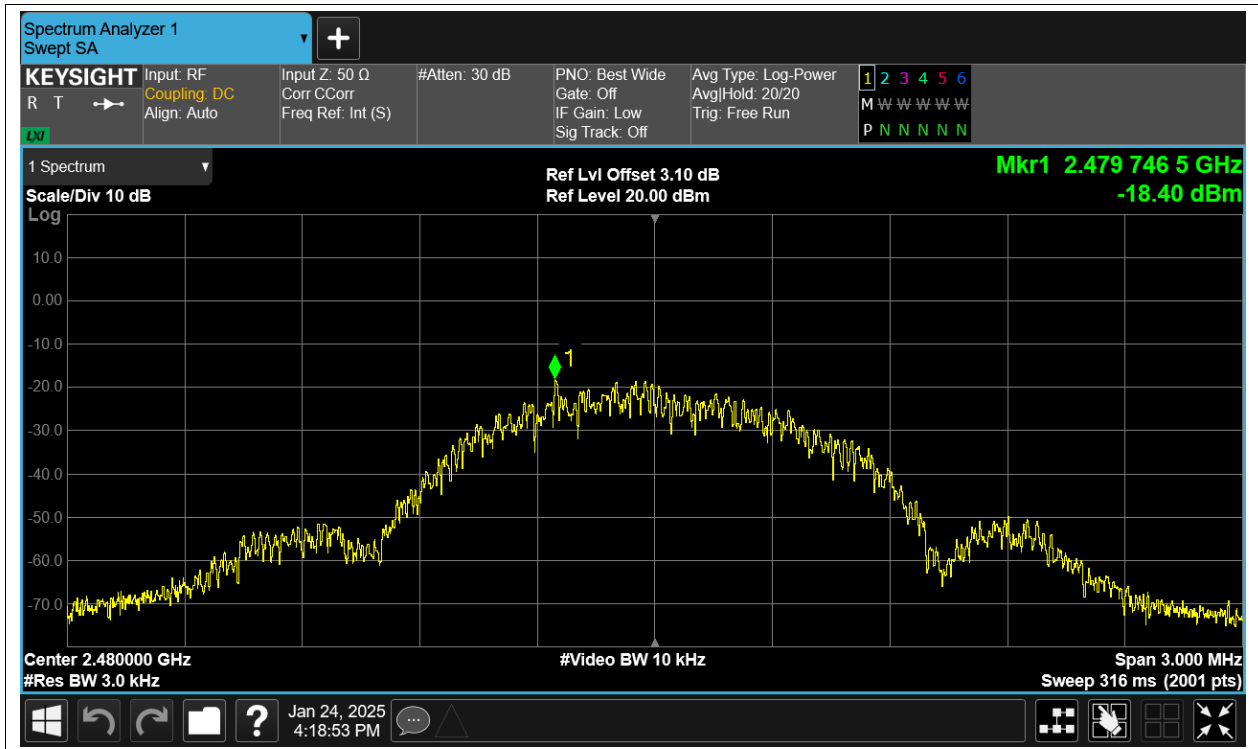 Spectrum Analyzer 1
Swept SA
KEYSIGHT
R T
LXI
Input: RF
Coupling: DC
Align: Auto
Input Z: 50 Ω
Corr CCorr
Freq Ref: Int (S)
#Atten: 30 dB
PNO: Best Wide
Gate: Off
IF Gain: Low
Sig Track: Off
Avg Type: Log-Power
Avg|Hold: 20/20
Trig: Free Run
1 2 3 4 5 6
M W W W W W
P N N N N N
1 Spectrum
Scale/Div 10 dB
Ref Lvl Offset 3.10 dB
Ref Level 20.00 dBm
Mkr1 2.479 746 5 GHz
-18.40 dBm
Log
10.0
0.00
-10.0
1
-20.0
-30.0
-40.0
-50.0
-60.0
-70.0
Center 2.480000 GHz
#Video BW 10 kHz
Span 3.000 MHz
#Res BW 3.0 kHz
Sweep 316 ms (2001 pts)
?
Jan 24, 2025
4:18:53 PM